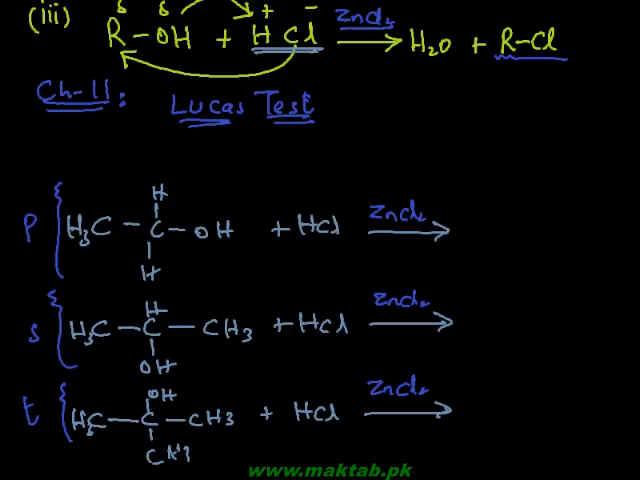 (iii) δ δ + −
R – OH + H Cl ZnCl₂ → H₂O + R–Cl
Ch-11: Lucas Test
H
P { H₃C – C – OH + HCl ZnCl₂ →
H
H
S { H₃C – C – CH3 + HCl ZnCl₂ →
OH
OH
t { H₃C – C – CH3 + HCl ZnCl₂ →
CH3
www.maktab.pk